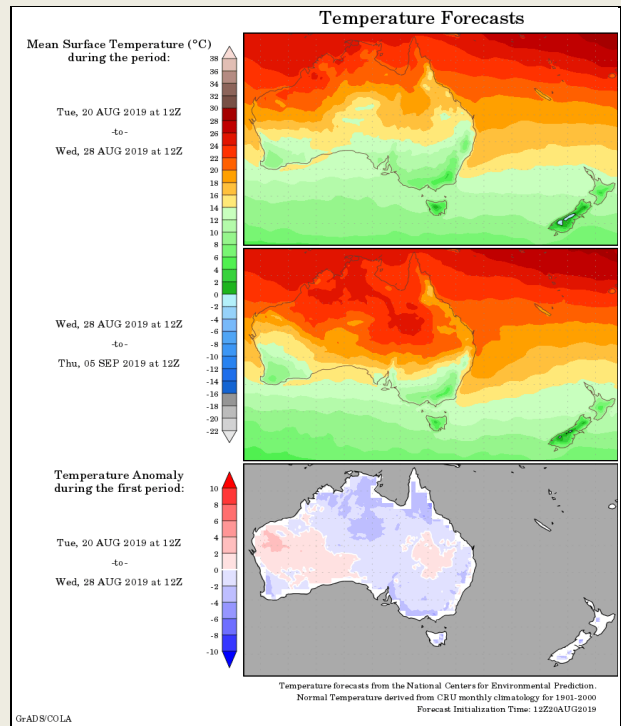 Temperature Forecasts
Mean Surface Temperature (°C)
during the period:
38
36
34
32
30
28
26
24
22
20
18
16
14
12
10
8
6
4
2
0
-2
-4
-6
-8
-10
-12
-14
-16
-18
-20
-22
Tue, 20 AUG 2019 at 12Z
-to-
Wed, 28 AUG 2019 at 12Z
Wed, 28 AUG 2019 at 12Z
-to-
Thu, 05 SEP 2019 at 12Z
Temperature Anomaly
during the first period:
10
8
6
4
2
0
-2
-4
-6
-8
-10
Tue, 20 AUG 2019 at 12Z
-to-
Wed, 28 AUG 2019 at 12Z
Temperature forecasts from the National Centers for Environmental Prediction.
Normal Temperature derived from CRU monthly climatology for 1901-2000
Forecast Initialization Time: 12Z20AUG2019
GrADS/COLA